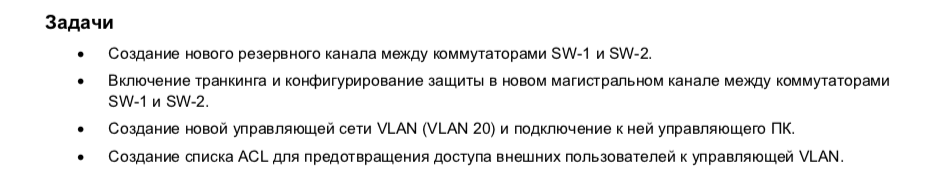 Задачи
• Создание нового резервного канала между коммутаторами SW-1 и SW-2.
• Включение транкинга и конфигурирование защиты в новом магистральном канале между коммутаторами
SW-1 и SW-2.
• Создание новой управляющей сети VLAN (VLAN 20) и подключение к ней управляющего ПК.
• Создание списка ACL для предотвращения доступа внешних пользователей к управляющей VLAN.